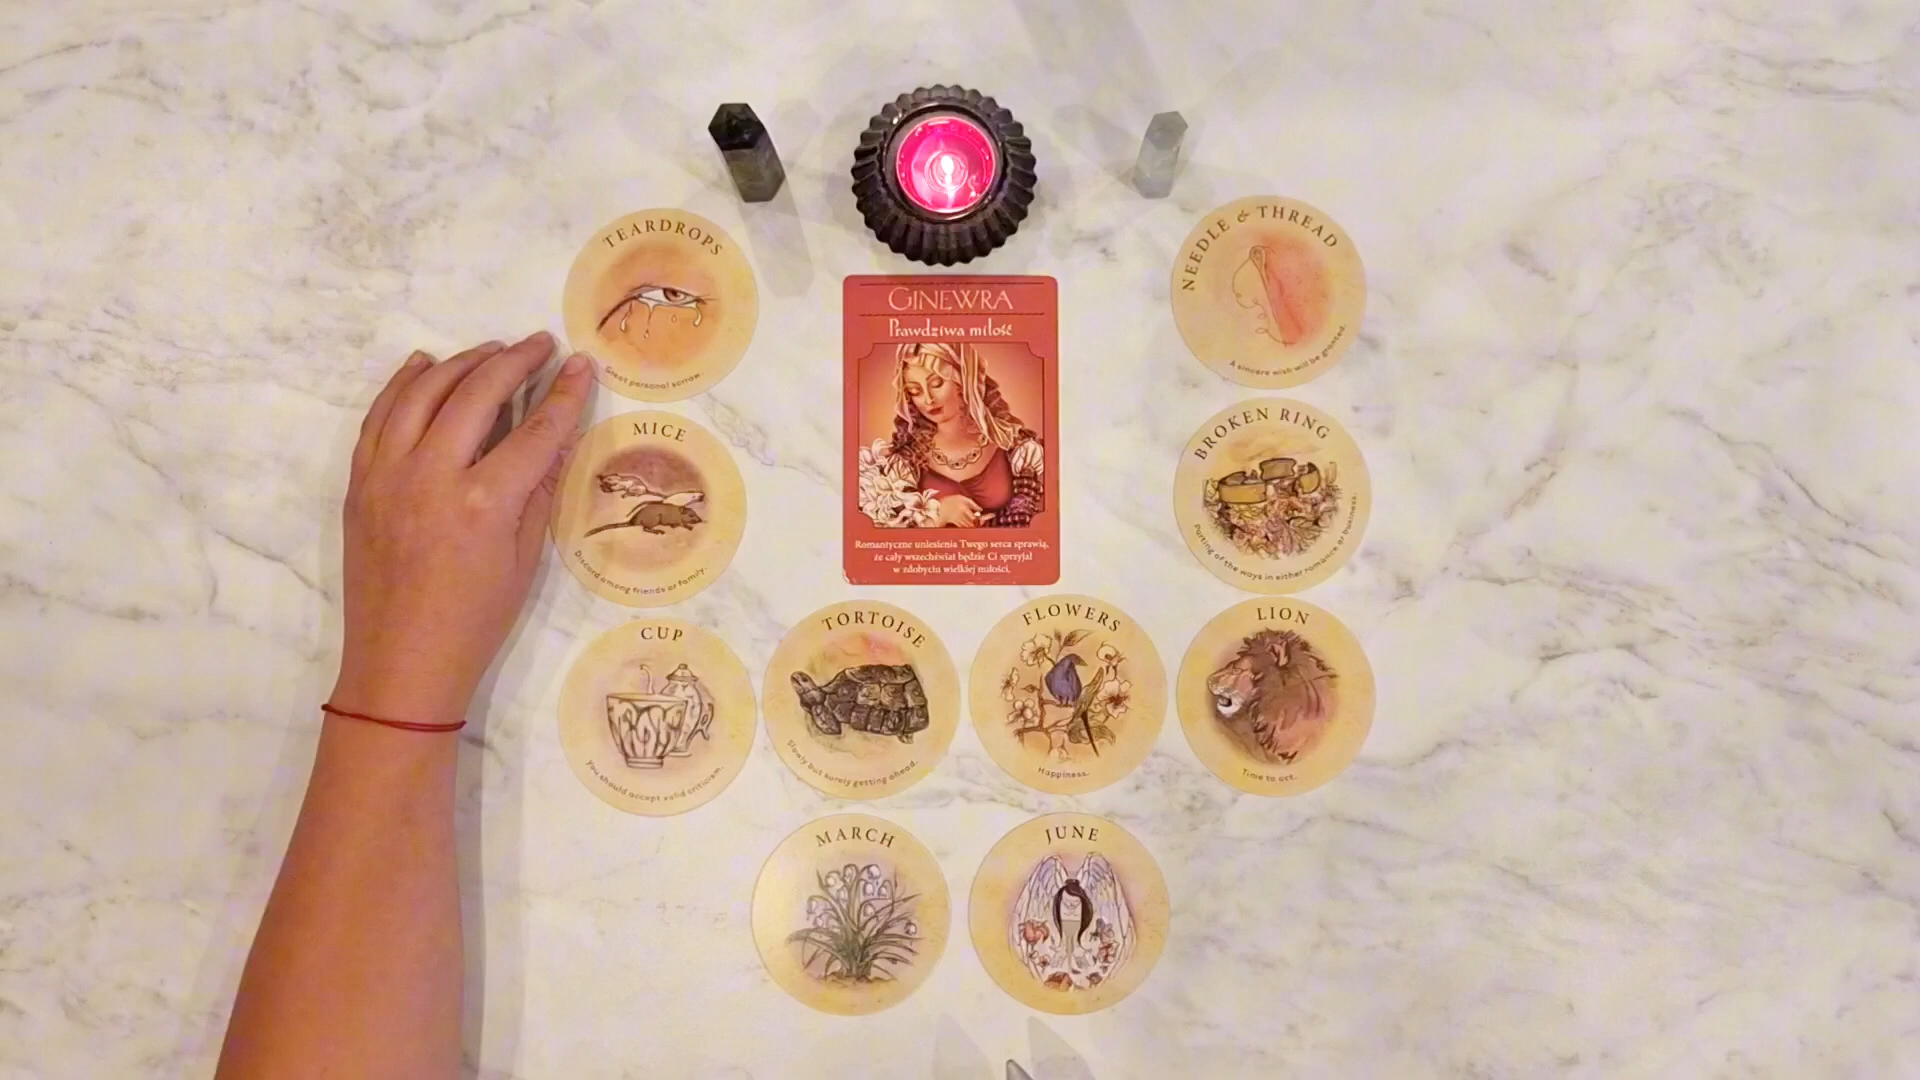 TEARDROPS
Great personal sorrow.
GINEWRA
Prawdziwa miłość
Romantyczne uniesienia Twego serca sprawią,
że cały wszechświat będzie Ci sprzyjał
w zdobyciu wielkiej miłości.
NEEDLE & THREAD
A sincere wish will be granted.
MICE
Discord among friends or family.
BROKEN RING
Parting of the ways in either romance or business.
CUP
You should accept valid criticism.
TORTOISE
Slowly but surely getting ahead.
FLOWERS
Happiness.
LION
Time to act.
MARCH
JUNE